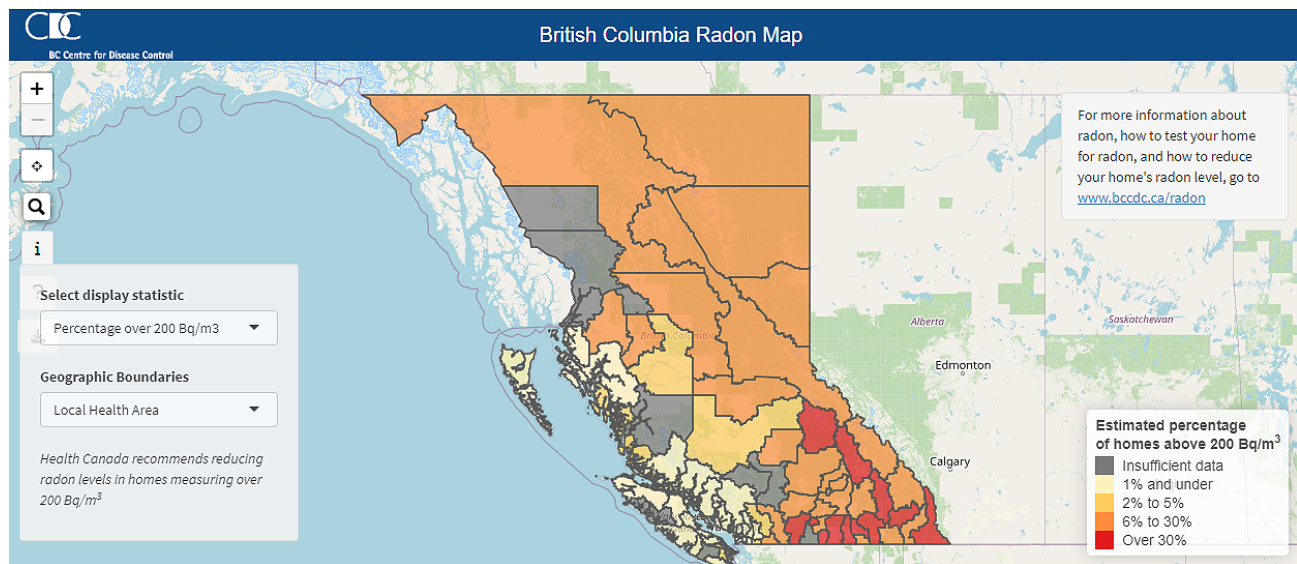 CDC
BC Centre for Disease Control
British Columbia Radon Map
+
−
i
Select display statistic
Percentage over 200 Bq/m3
Geographic Boundaries
Local Health Area
Health Canada recommends reducing
radon levels in homes measuring over
200 Bq/m³
For more information about
radon, how to test your home
for radon, and how to reduce
your home's radon level, go to
www.bccdc.ca/radon
British Columbia
Alberta
Saskatchewan
Edmonton
Calgary
Estimated percentage
of homes above 200 Bq/m³
Insufficient data
1% and under
2% to 5%
6% to 30%
Over 30%